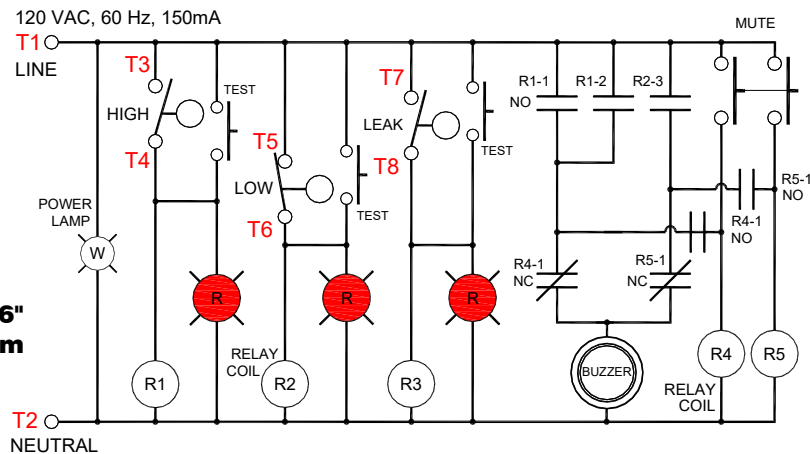 120 VAC, 60 Hz, 150mA
T1
LINE
MUTE
T3
TEST
HIGH
T4
T7
LEAK
T8
TEST
R1-1
NO
R1-2
R2-3
T5
LOW
T6
TEST
R5-1
NO
R4-1
NO
POWER
LAMP
W
R
R
R
R4-1
NC
R5-1
NC
6"
m
RELAY
COIL
R1
R2
R3
BUZZER
R4
R5
RELAY
COIL
T2
NEUTRAL